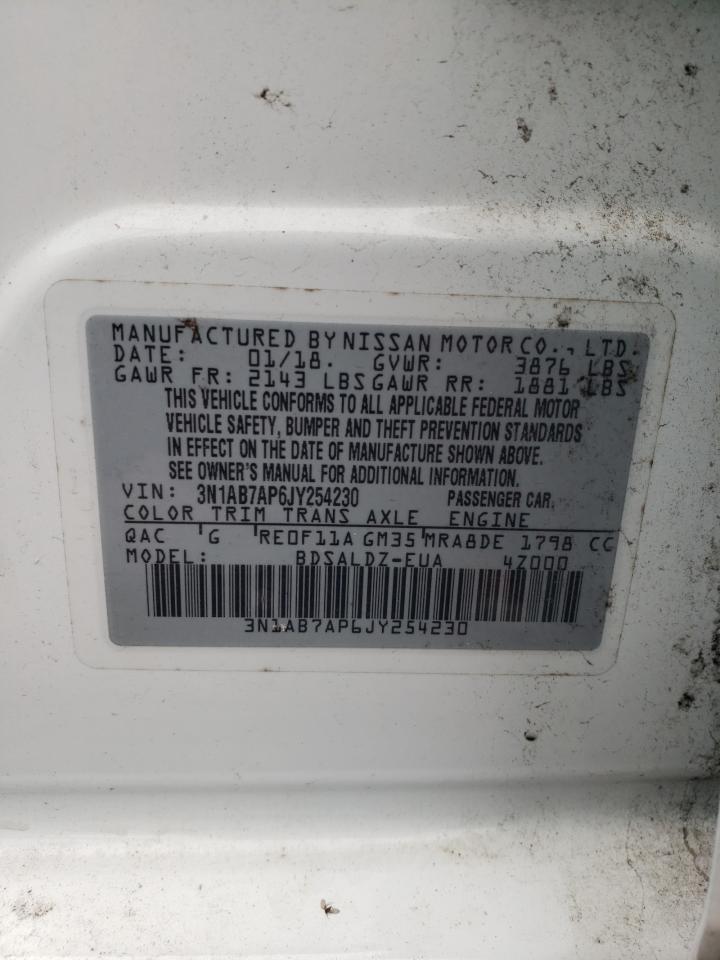 MANUFACTURED BY NISSAN MOTOR CO., LTD.
DATE: 01/18. GVWR: 3876 LBS
GAWR FR: 2143 LBS GAWR RR: 1881 LBS
THIS VEHICLE CONFORMS TO ALL APPLICABLE FEDERAL MOTOR
VEHICLE SAFETY, BUMPER AND THEFT PREVENTION STANDARDS
IN EFFECT ON THE DATE OF MANUFACTURE SHOWN ABOVE.
SEE OWNER'S MANUAL FOR ADDITIONAL INFORMATION.
VIN: 3N1AB7AP6JY254230 PASSENGER CAR.
COLOR TRIM TRANS AXLE ENGINE
QAC G RE0F11A GM35 MRA8DE 1798 CC
MODEL: BDSALDZ-EUA 4Z000
3N1AB7AP6JY254230